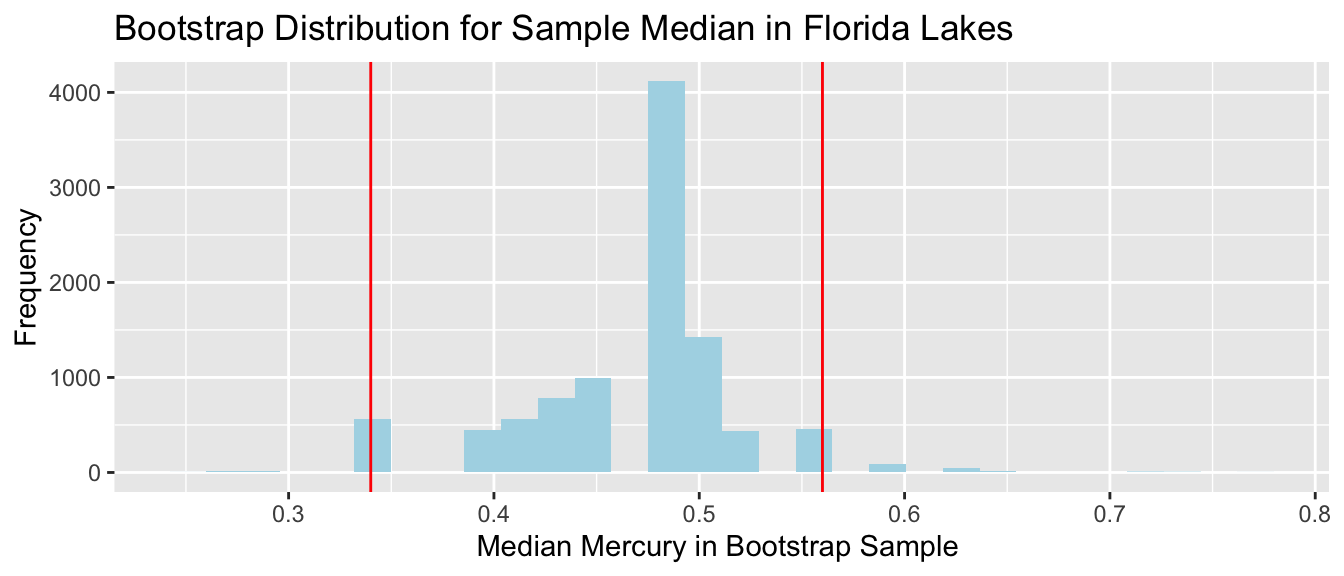 Bootstrap Distribution for Sample Median in Florida Lakes
Frequency
4000
3000
2000
1000
0
0.3 0.4 0.5 0.6 0.7 0.8
Median Mercury in Bootstrap Sample